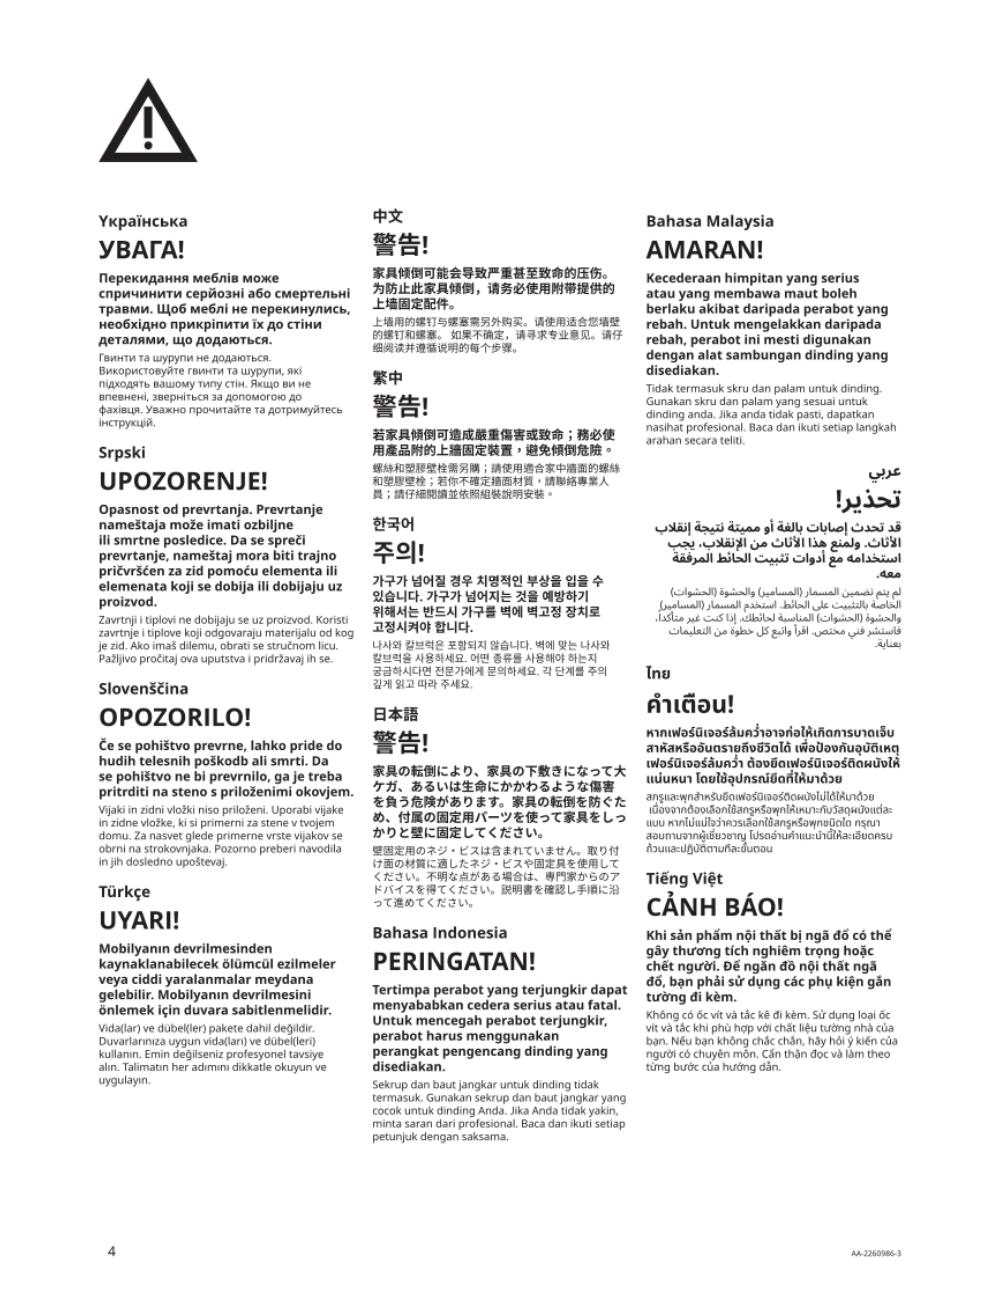 Українська
УВАГА!
Перекидання меблів може
спричинити серйозні або смертельні
травми. Щоб меблі не перекинулись,
необхідно прикріпити їх до стіни
деталями, що додаються.
Гвинти та шурупи не додаються.
Використовуйте гвинти та шурупи, які
підходять вашому типу стін. Якщо ви не
впевнені, зверніться за допомогою до
фахівця. Уважно прочитайте та дотримуйтесь
інструкцій.
Srpski
UPOZORENJE!
Opasnost od prevrtanja. Prevrtanje
nameštaja može imati ozbiljne
ili smrtne posledice. Da se spreči
prevrtanje, nameštaj mora biti trajno
pričvršćen za zid pomoću elementa ili
elemenata koji se dobija ili dobijaju uz
proizvod.
Zavrtnji i tiplovi ne dobijaju se uz proizvod. Koristi
zavrtnje i tiplove koji odgovaraju materijalu od kog
je zid. Ako imaš dilemu, obrati se stručnom licu.
Pažljivo pročitaj ova uputstva i pridržavaj ih se.
Slovenščina
OPOZORILO!
Če se pohištvo prevrne, lahko pride do
hudih telesnih poškodb ali smrti. Da
se pohištvo ne bi prevrnilo, ga je treba
pritrditi na steno s priloženimi okovjem.
Vijaki in zidni vložki niso priloženi. Uporabi vijake
in zidne vložke, ki si primerni za stene v tvojem
domu. Za nasvet glede primerne vrste vijakov se
obrni na strokovnjaka. Pozorno preberi navodila
in jih dosledno upoštevaj.
Türkçe
UYARI!
Mobilyanın devrilmesinden
kaynaklanabilecek ölümcül ezilmeler
veya ciddi yaralanmalar meydana
gelebilir. Mobilyanın devrilmesini
önlemek için duvara sabitlenmelidir.
Vida(lar) ve dübel(ler) pakete dahil değildir.
Duvarlarınıza uygun vida(ları) ve dübel(leri)
kullanın. Emin değilseniz profesyonel tavsiye
alın. Talimatın her adımını dikkatle okuyun ve
uygulayın.
中文
警告!
家具倾倒可能会导致严重甚至致命的压伤。
为防止此家具倾倒，请务必使用附带提供的
上墙固定配件。
上墙用的螺钉与螺塞需另外购买。请使用适合您墙壁
的螺钉和螺塞。 如果不确定，请寻求专业意见。请仔
细阅读并遵循说明的每个步骤。
繁中
警告!
若家具傾倒可造成嚴重傷害或致命；務必使
用產品附的上牆固定裝置，避免傾倒危險。
螺絲和塑膠壁栓需另購；請使用適合家中牆面的螺絲
和塑膠壁栓；若你不確定牆面材質，請聯絡專業人
員；請仔細閱讀並依照組裝說明安裝。
한국어
주의!
가구가 넘어질 경우 치명적인 부상을 입을 수
있습니다. 가구가 넘어지는 것을 예방하기
위해서는 반드시 가구를 벽에 벽고정 장치로
고정시켜야 합니다.
나사와 칼브럭은 포함되지 않습니다. 벽에 맞는 나사와
칼브럭을 사용하세요. 어떤 종류를 사용해야 하는지
궁금하시다면 전문가에게 문의하세요. 각 단계를 주의
깊게 읽고 따라 주세요.
日本語
警告!
家具の転倒により、家具の下敷きになって大
ケガ、あるいは生命にかかわるような傷害
を負う危険があります。家具の転倒を防ぐた
め、付属の固定用パーツを使って家具をしっ
かりと壁に固定してください。
壁固定用のネジ・ビスは含まれていません。取り付
け面の材質に適したネジ・ビスや固定具を使用して
ください。不明な点がある場合は、専門家からのア
ドバイスを得てください。説明書を確認し手順に沿
って進めてください。
Bahasa Indonesia
PERINGATAN!
Tertimpa perabot yang terjungkir dapat
menyababkan cedera serius atau fatal.
Untuk mencegah perabot terjungkir,
perabot harus menggunakan
perangkat pengencang dinding yang
disediakan.
Sekrup dan baut jangkar untuk dinding tidak
termasuk. Gunakan sekrup dan baut jangkar yang
cocok untuk dinding Anda. Jika Anda tidak yakin,
minta saran dari profesional. Baca dan ikuti setiap
petunjuk dengan saksama.
Bahasa Malaysia
AMARAN!
Kecederaan himpitan yang serius
atau yang membawa maut boleh
berlaku akibat daripada perabot yang
rebah. Untuk mengelakkan daripada
rebah, perabot ini mesti digunakan
dengan alat sambungan dinding yang
disediakan.
Tidak termasuk skru dan palam untuk dinding.
Gunakan skru dan palam yang sesuai untuk
dinding anda. Jika anda tidak pasti, dapatkan
nasihat profesional. Baca dan ikuti setiap langkah
arahan secara teliti.
عربي
تحذير!
قد تحدث إصابات بالغة أو مميتة نتيجة إنقلاب
الأثاث. ولمنع هذا الأثاث من الإنقلاب، يجب
استخدامه مع أدوات تثبيت الحائط المرفقة
معه.
لم يتم تضمين المسمار (المسامير) والحشوة (الحشوات)
الخاصة بالتثبيت على الحائط. استخدم المسمار (المسامير)
والحشوة (الحشوات) المناسبة لحائطك. إذا كنت غير متأكداً،
فاستشر فني مختص. اقرأ واتبع كل خطوة من التعليمات
بعناية.
ไทย
คำเตือน!
หากเฟอร์นิเจอร์ล้มคว่ำอาจก่อให้เกิดการบาดเจ็บ
สาหัสหรืออันตรายถึงชีวิตได้ เพื่อป้องกันอุบัติเหตุ
เฟอร์นิเจอร์ล้มคว่ำ ต้องยึดเฟอร์นิเจอร์ติดผนังให้
แน่นหนา โดยใช้อุปกรณ์ยึดที่ให้มาด้วย
สกรูและพุกสำหรับยึดเฟอร์นิเจอร์ติดผนังไม่ได้ให้มาด้วย
เนื่องจากต้องเลือกใช้สกรูหรือพุกให้เหมาะกับวัสดุผนังแต่ละ
แบบ หากไม่แน่ใจว่าควรเลือกใช้สกรูหรือพุกชนิดใด กรุณา
สอบถามจากผู้เชี่ยวชาญ โปรดอ่านคำแนะนำนี้ให้ละเอียดครบ
ถ้วนและปฏิบัติตามทีละขั้นตอน
Tiếng Việt
CẢNH BÁO!
Khi sản phẩm nội thất bị ngã đổ có thể
gây thương tích nghiêm trọng hoặc
chết người. Để ngăn đồ nội thất ngã
đổ, bạn phải sử dụng các phụ kiện gắn
tường đi kèm.
Không có ốc vít và tắc kê đi kèm. Sử dụng loại ốc
vít và tắc khi phù hợp với chất liệu tường nhà của
bạn. Nếu bạn không chắc chắn, hãy hỏi ý kiến của
người có chuyên môn. Cẩn thận đọc và làm theo
từng bước của hướng dẫn.
4
AA-2260986-3